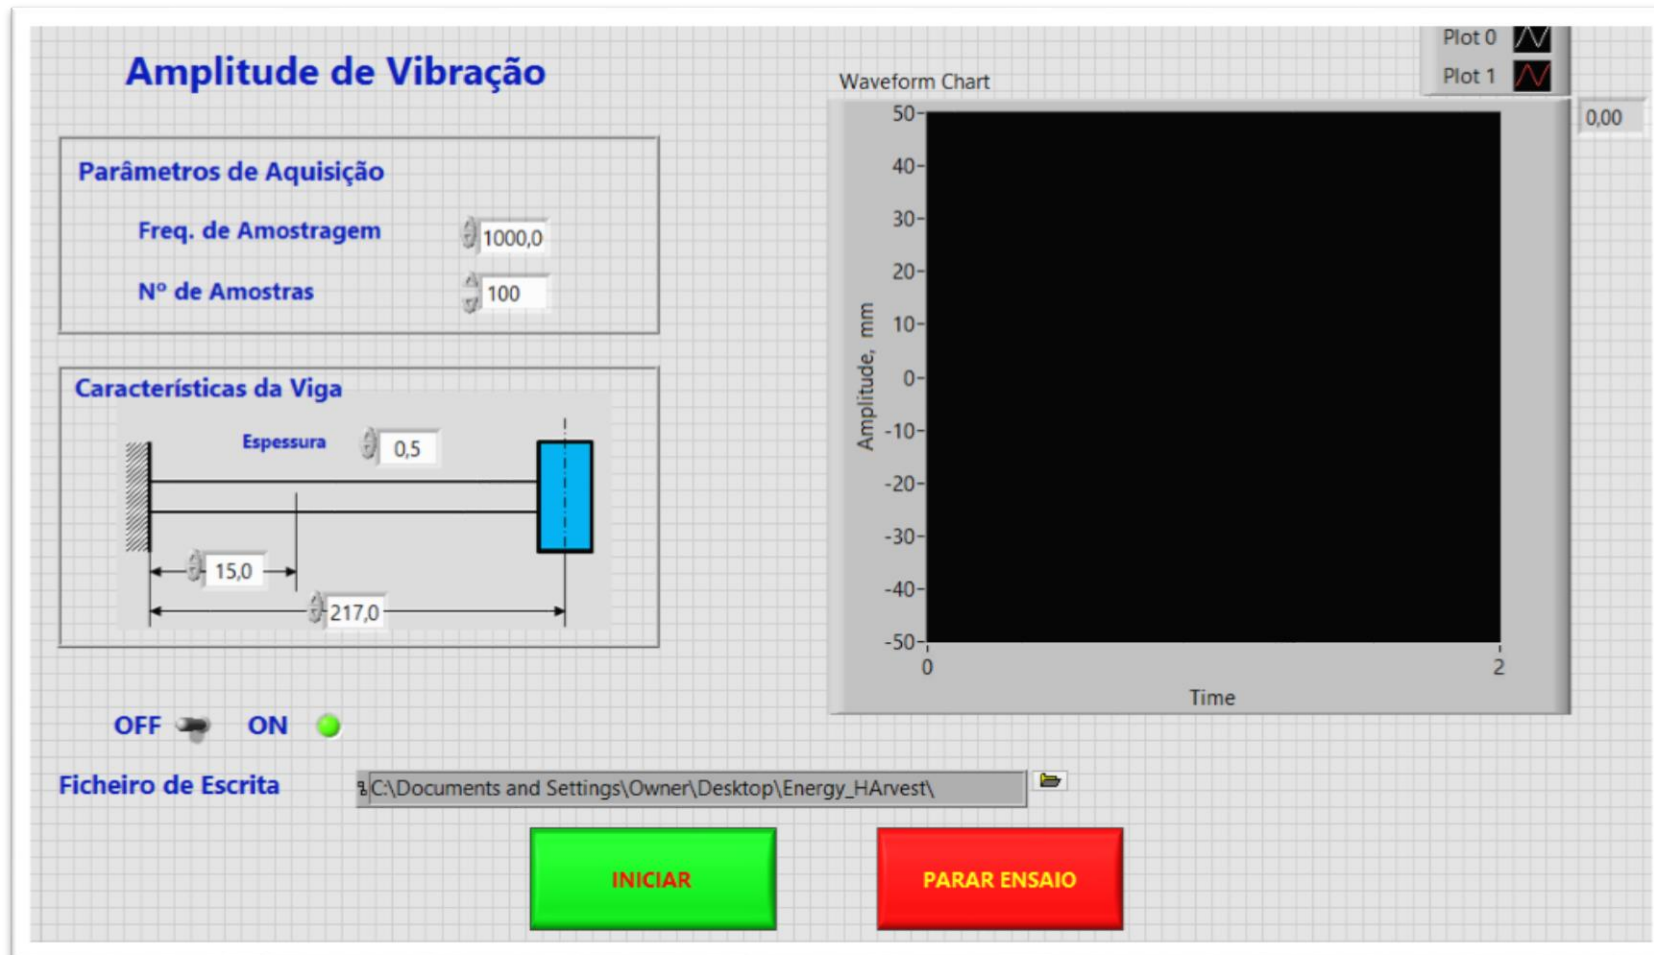 Amplitude de Vibração
Parâmetros de Aquisição
Freq. de Amostragem 1000,0
Nº de Amostras 100
Características da Viga
Espessura 0,5
15,0
217,0
OFF ON
Ficheiro de Escrita C:\Documents and Settings\Owner\Desktop\Energy_HArvest\
INICIAR PARAR ENSAIO
Plot 0
Plot 1
Waveform Chart
0,00
50
40
30
20
10
0
-10
-20
-30
-40
-50
Amplitude, mm
0 2
Time